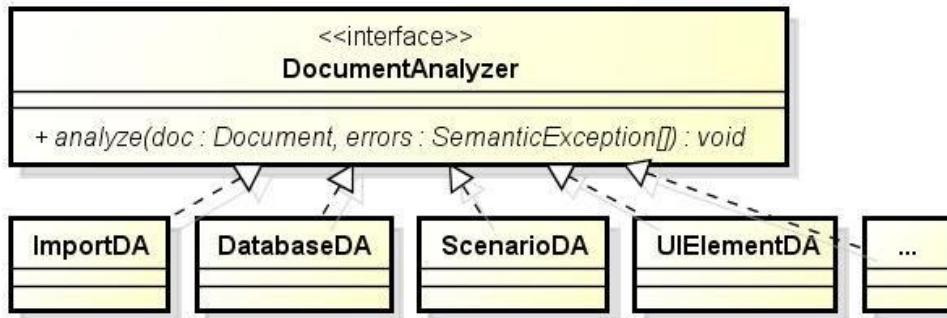 <<interface>>
DocumentAnalyzer
+ analyze(doc : Document, errors : SemanticException[]) : void
ImportDA
DatabaseDA
ScenarioDA
UIElementDA
...